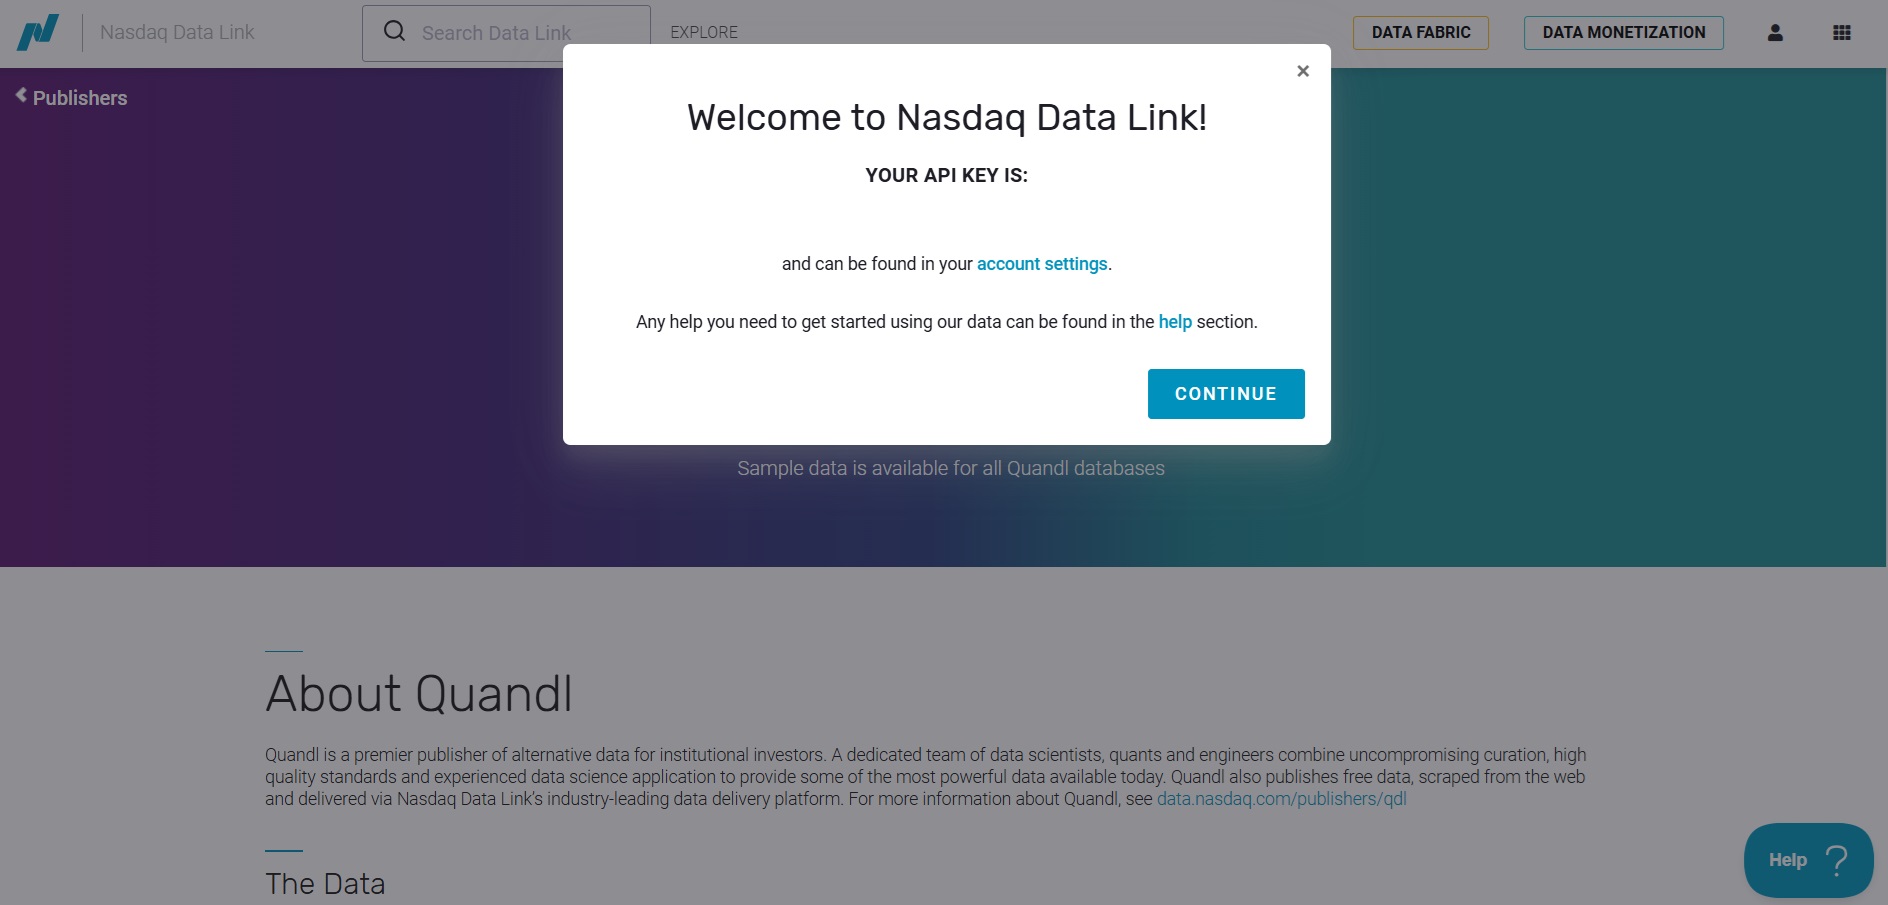 Nasdaq Data Link
Search Data Link
EXPLORE
DATA FABRIC
DATA MONETIZATION
Publishers
×
Welcome to Nasdaq Data Link!
YOUR API KEY IS:
and can be found in your account settings.
Any help you need to get started using our data can be found in the help section.
CONTINUE
Sample data is available for all Quandl databases
About Quandl
Quandl is a premier publisher of alternative data for institutional investors. A dedicated team of data scientists, quants and engineers combine uncompromising curation, high
quality standards and experienced data science application to provide some of the most powerful data available today. Quandl also publishes free data, scraped from the web
and delivered via Nasdaq Data Link's industry-leading data delivery platform. For more information about Quandl, see data.nasdaq.com/publishers/qdl
The Data
Help ?